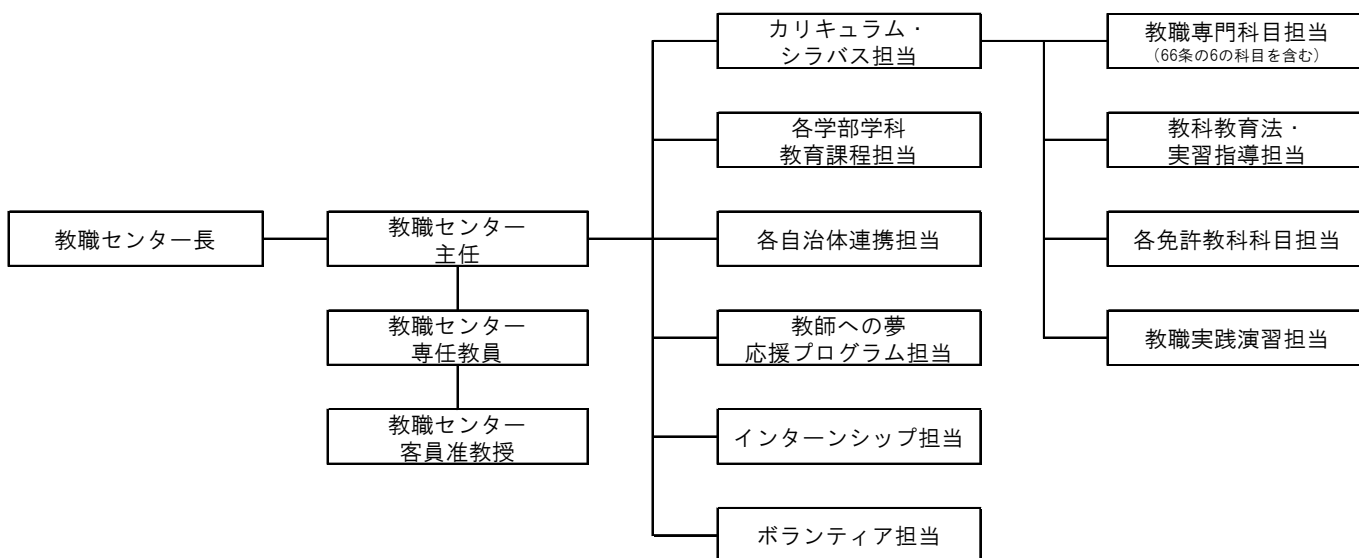 教職センター長
教職センター
主任
教職センター
専任教員
教職センター
客員准教授
カリキュラム・
シラバス担当
各学部学科
教育課程担当
各自治体連携担当
教師への夢
応援プログラム担当
インターンシップ担当
ボランティア担当
教職専門科目担当
（66条の6の科目を含む）
教科教育法・
実習指導担当
各免許教科科目担当
教職実践演習担当